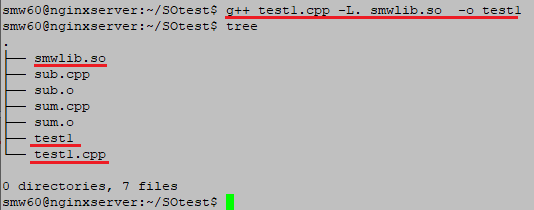 smw60@nginxserver:~/SOtest$ g++ test1.cpp -L. smwlib.so  -o test1
smw60@nginxserver:~/SOtest$ tree
.
├── smwlib.so
├── sub.cpp
├── sub.o
├── sum.cpp
├── sum.o
├── test1
└── test1.cpp
0 directories, 7 files
smw60@nginxserver:~/SOtest$